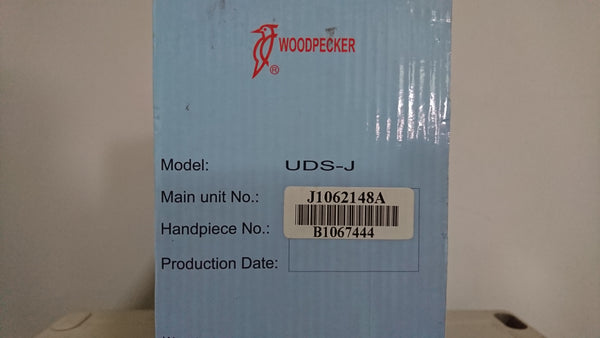 WOODPECKER
®
Model: UDS-J
Main unit No.: J1062148A
Handpiece No.: B1067444
Production Date: